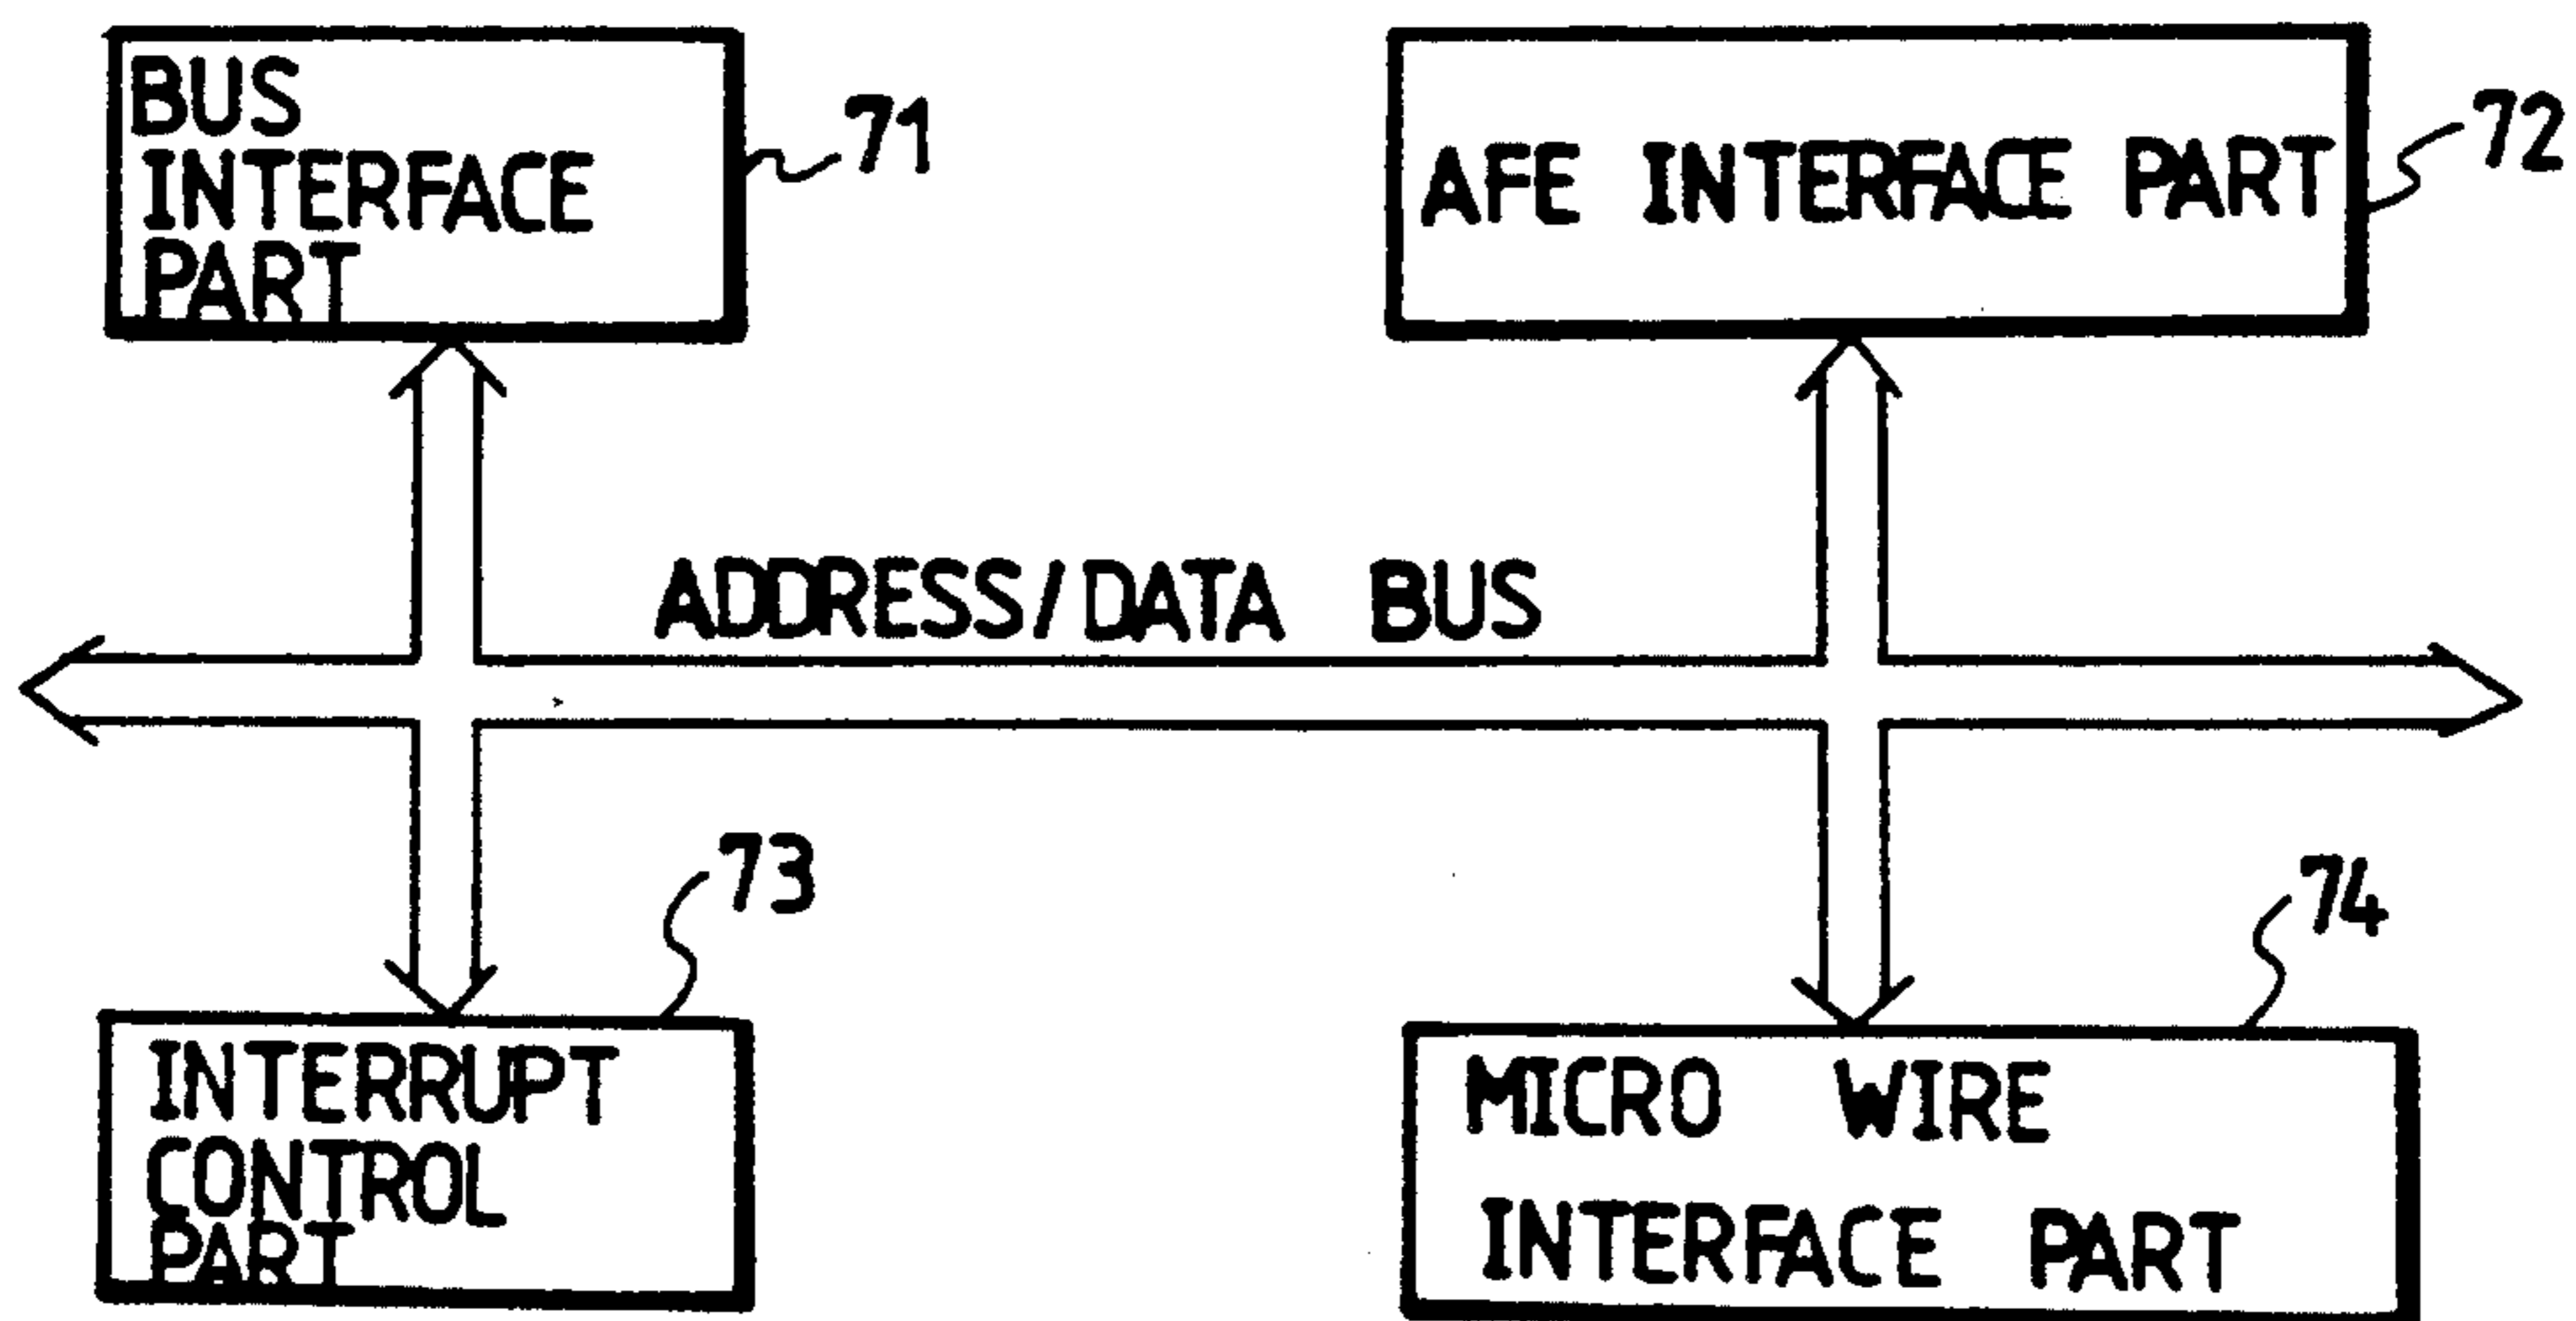 BUS
INTERFACE
PART
71
AFE INTERFACE PART
72
ADDRESS/DATA BUS
73
INTERRUPT
CONTROL
PART
74
MICRO WIRE
INTERFACE PART